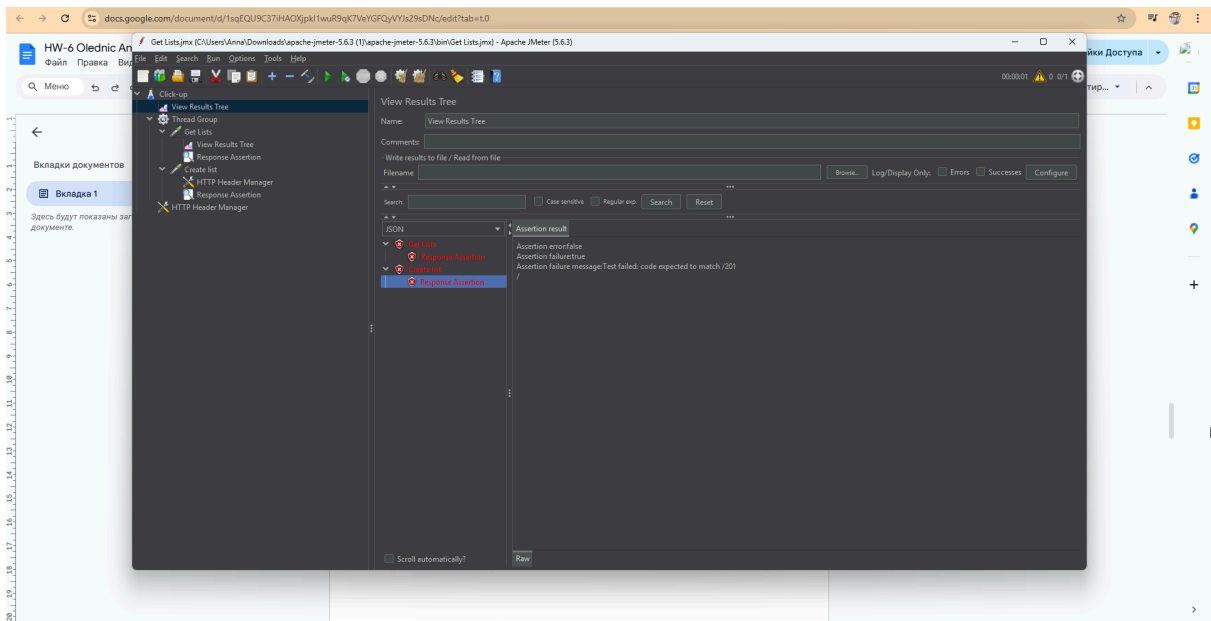 docs.google.com/document/d/1sqEQU9C37iHAOXjpkI1wuR9qK7VeYGFQyVYJs29sDNc/edit?tab=t.0
HW-6 Olednic An
Файл Правка Ви
Меню
йки Доступа
Вкладки документов
Вкладка 1
Здесь будут показаны
документе.
Get Lists.jmx (C:\Users\Anna\Downloads\apache-jmeter-5.6.3 (1)\apache-jmeter-5.6.3\bin\Get Lists.jmx) - Apache JMeter (5.6.3)
File Edit Search Run Options Tools Help
00:00:01 0 0/1
Click-up
View Results Tree
Thread Group
Get Lists
View Results Tree
Response Assertion
Create list
HTTP Header Manager
Response Assertion
HTTP Header Manager
View Results Tree
Name: View Results Tree
Comments:
Write results to file / Read from file
Filename Browse... Log/Display Only: Errors Successes Configure
Search: Case sensitive Regular exp. Search Reset
JSON
Get Lists
Response Assertion
Create list
Response Assertion
Scroll automatically?
Assertion result
Assertion error:false
Assertion failure:true
Assertion failure message:Test failed: code expected to match /201
/
Raw